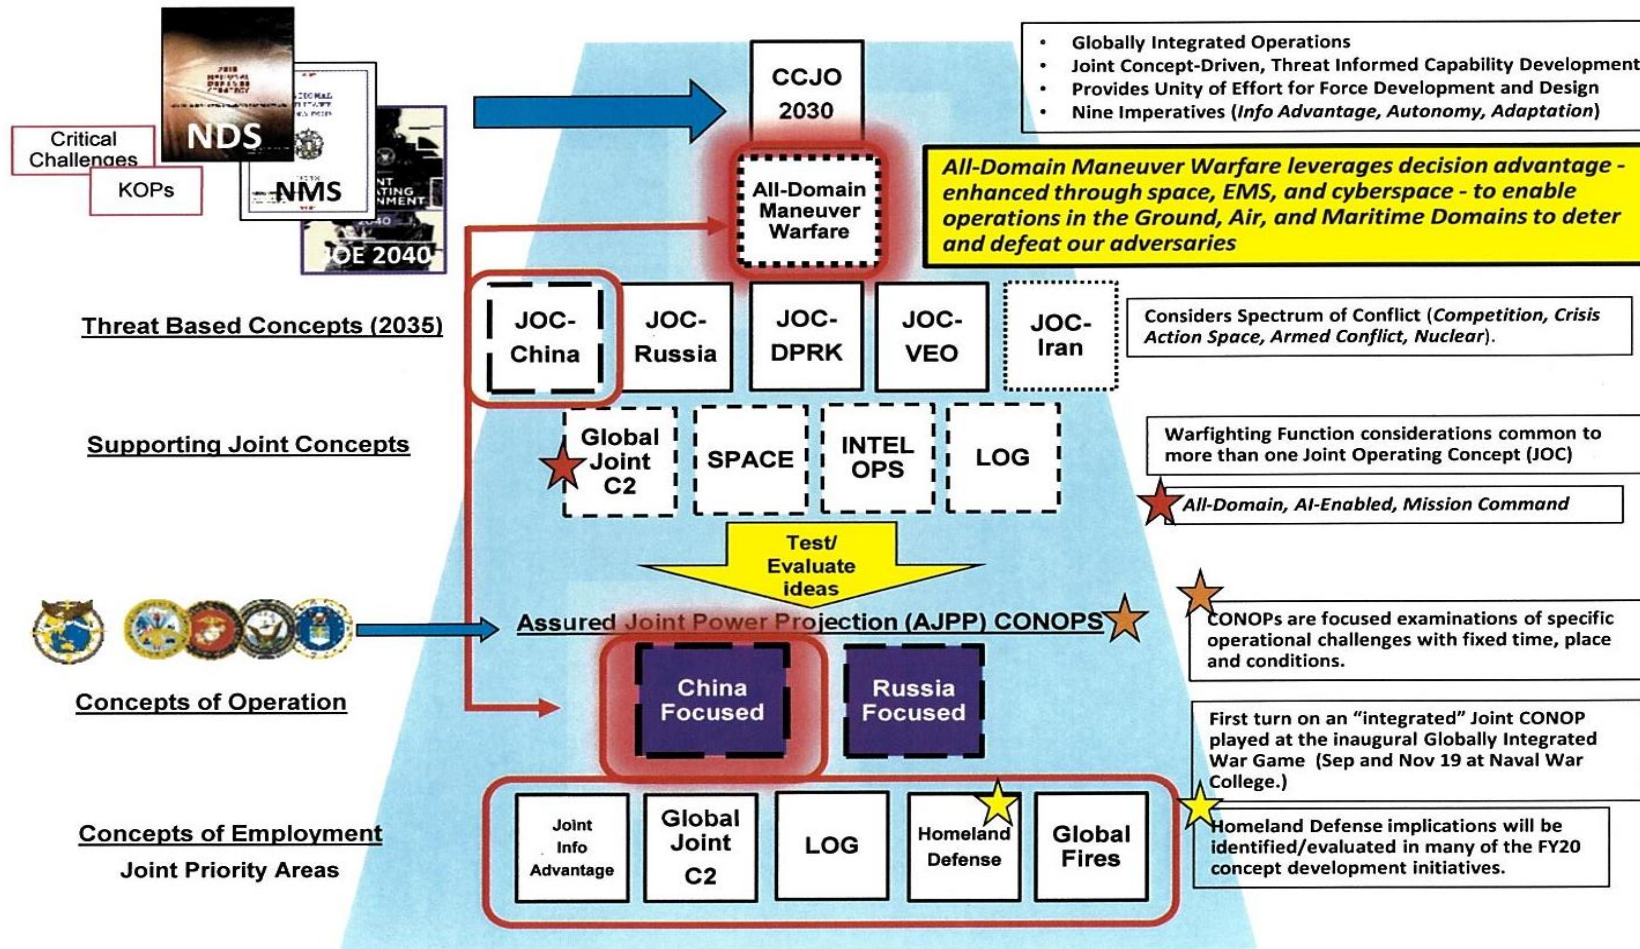 NDS
NMS
JOE 2040
Critical
Challenges
KOPs
CCJO
2030
• Globally Integrated Operations
• Joint Concept-Driven, Threat Informed Capability Development
• Provides Unity of Effort for Force Development and Design
• Nine Imperatives (Info Advantage, Autonomy, Adaptation)
All-Domain
Maneuver
Warfare
All-Domain Maneuver Warfare leverages decision advantage -
enhanced through space, EMS, and cyberspace - to enable
operations in the Ground, Air, and Maritime Domains to deter
and defeat our adversaries
Threat Based Concepts (2035)
JOC-
China
JOC-
Russia
JOC-
DPRK
JOC-
VEO
JOC-
Iran
Considers Spectrum of Conflict (Competition, Crisis
Action Space, Armed Conflict, Nuclear).
Supporting Joint Concepts
Global
Joint
C2
SPACE
INTEL
OPS
LOG
Warfighting Function considerations common to
more than one Joint Operating Concept (JOC)
All-Domain, AI-Enabled, Mission Command
Test/
Evaluate
ideas
Assured Joint Power Projection (AJPP) CONOPS
CONOPs are focused examinations of specific
operational challenges with fixed time, place
and conditions.
Concepts of Operation
China
Focused
Russia
Focused
First turn on an “integrated” Joint CONOP
played at the inaugural Globally Integrated
War Game (Sep and Nov 19 at Naval War
College.)
Concepts of Employment
Joint Priority Areas
Joint
Info
Advantage
Global
Joint
C2
LOG
Homeland
Defense
Global
Fires
Homeland Defense implications will be
identified/evaluated in many of the FY20
concept development initiatives.